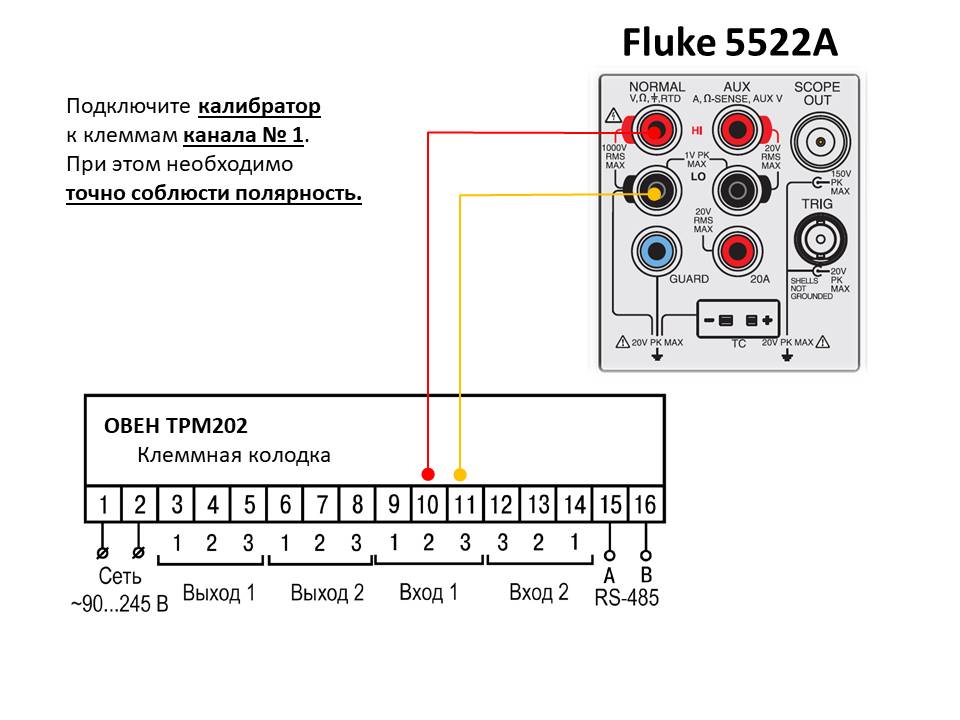 Fluke 5522A
Подключите калибратор
к клеммам канала № 1.
При этом необходимо
точно соблюсти полярность.
NORMAL
V,Ω,⏚,RTD
AUX
A, Ω-SENSE, AUX V
SCOPE
OUT
HI
1000V
RMS
MAX
1V PK
MAX
20V
RMS
MAX
LO
150V
PK
MAX
TRIG
20V
RMS
MAX
GUARD
20A
SHELLS
NOT
GROUNDED
20V
PK
MAX
- +
20V PK MAX
TC
20V PK MAX
ОВЕН ТРМ202
Клеммная колодка
1 2 3 4 5 6 7 8 9 10 11 12 13 14 15 16
1 2 3 1 2 3 1 2 3 3 2 1
Сеть
~90...245 В
Выход 1
Выход 2
Вход 1
Вход 2
A B
RS-485